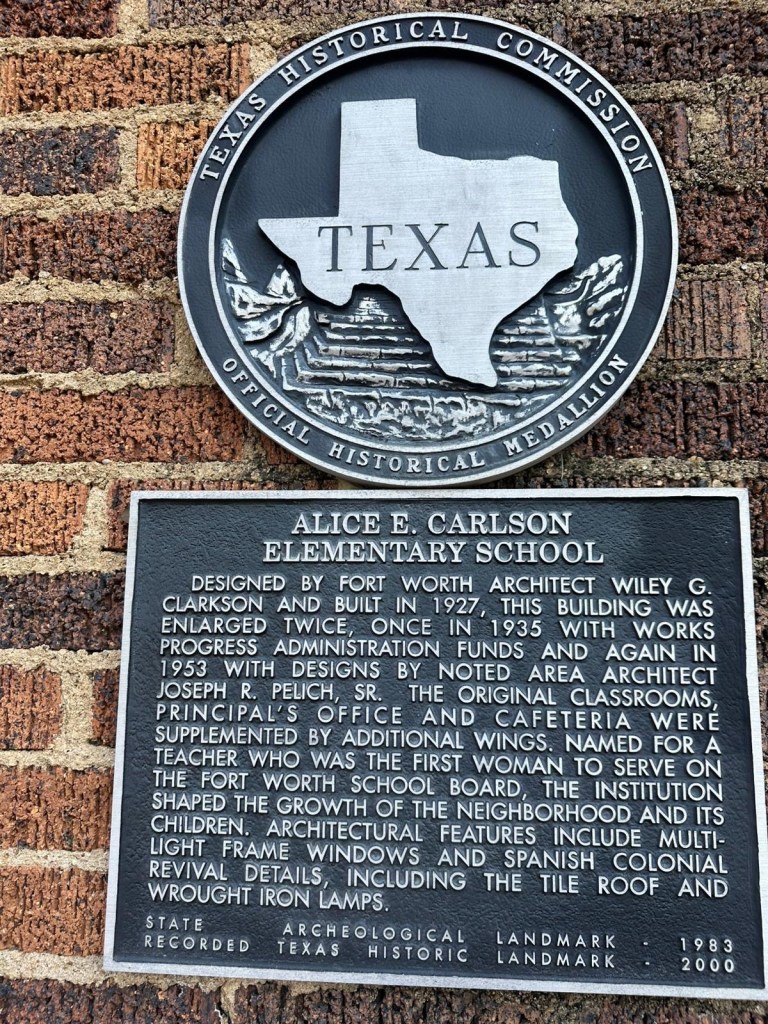 TEXAS HISTORICAL COMMISSION
TEXAS
OFFICIAL HISTORICAL MEDALLION
ALICE E. CARLSON
ELEMENTARY SCHOOL
DESIGNED BY FORT WORTH ARCHITECT WILEY G.
CLARKSON AND BUILT IN 1927, THIS BUILDING WAS
ENLARGED TWICE, ONCE IN 1935 WITH WORKS
PROGRESS ADMINISTRATION FUNDS AND AGAIN IN
1953 WITH DESIGNS BY NOTED AREA ARCHITECT
JOSEPH R. PELICH, SR. THE ORIGINAL CLASSROOMS,
PRINCIPAL'S OFFICE AND CAFETERIA WERE
SUPPLEMENTED BY ADDITIONAL WINGS. NAMED FOR A
TEACHER WHO WAS THE FIRST WOMAN TO SERVE ON
THE FORT WORTH SCHOOL BOARD, THE INSTITUTION
SHAPED THE GROWTH OF THE NEIGHBORHOOD AND ITS
CHILDREN. ARCHITECTURAL FEATURES INCLUDE MULTI-
LIGHT FRAME WINDOWS AND SPANISH COLONIAL
REVIVAL DETAILS, INCLUDING THE TILE ROOF AND
WROUGHT IRON LAMPS.
STATE ARCHEOLOGICAL LANDMARK - 1983
RECORDED TEXAS HISTORIC LANDMARK - 2000